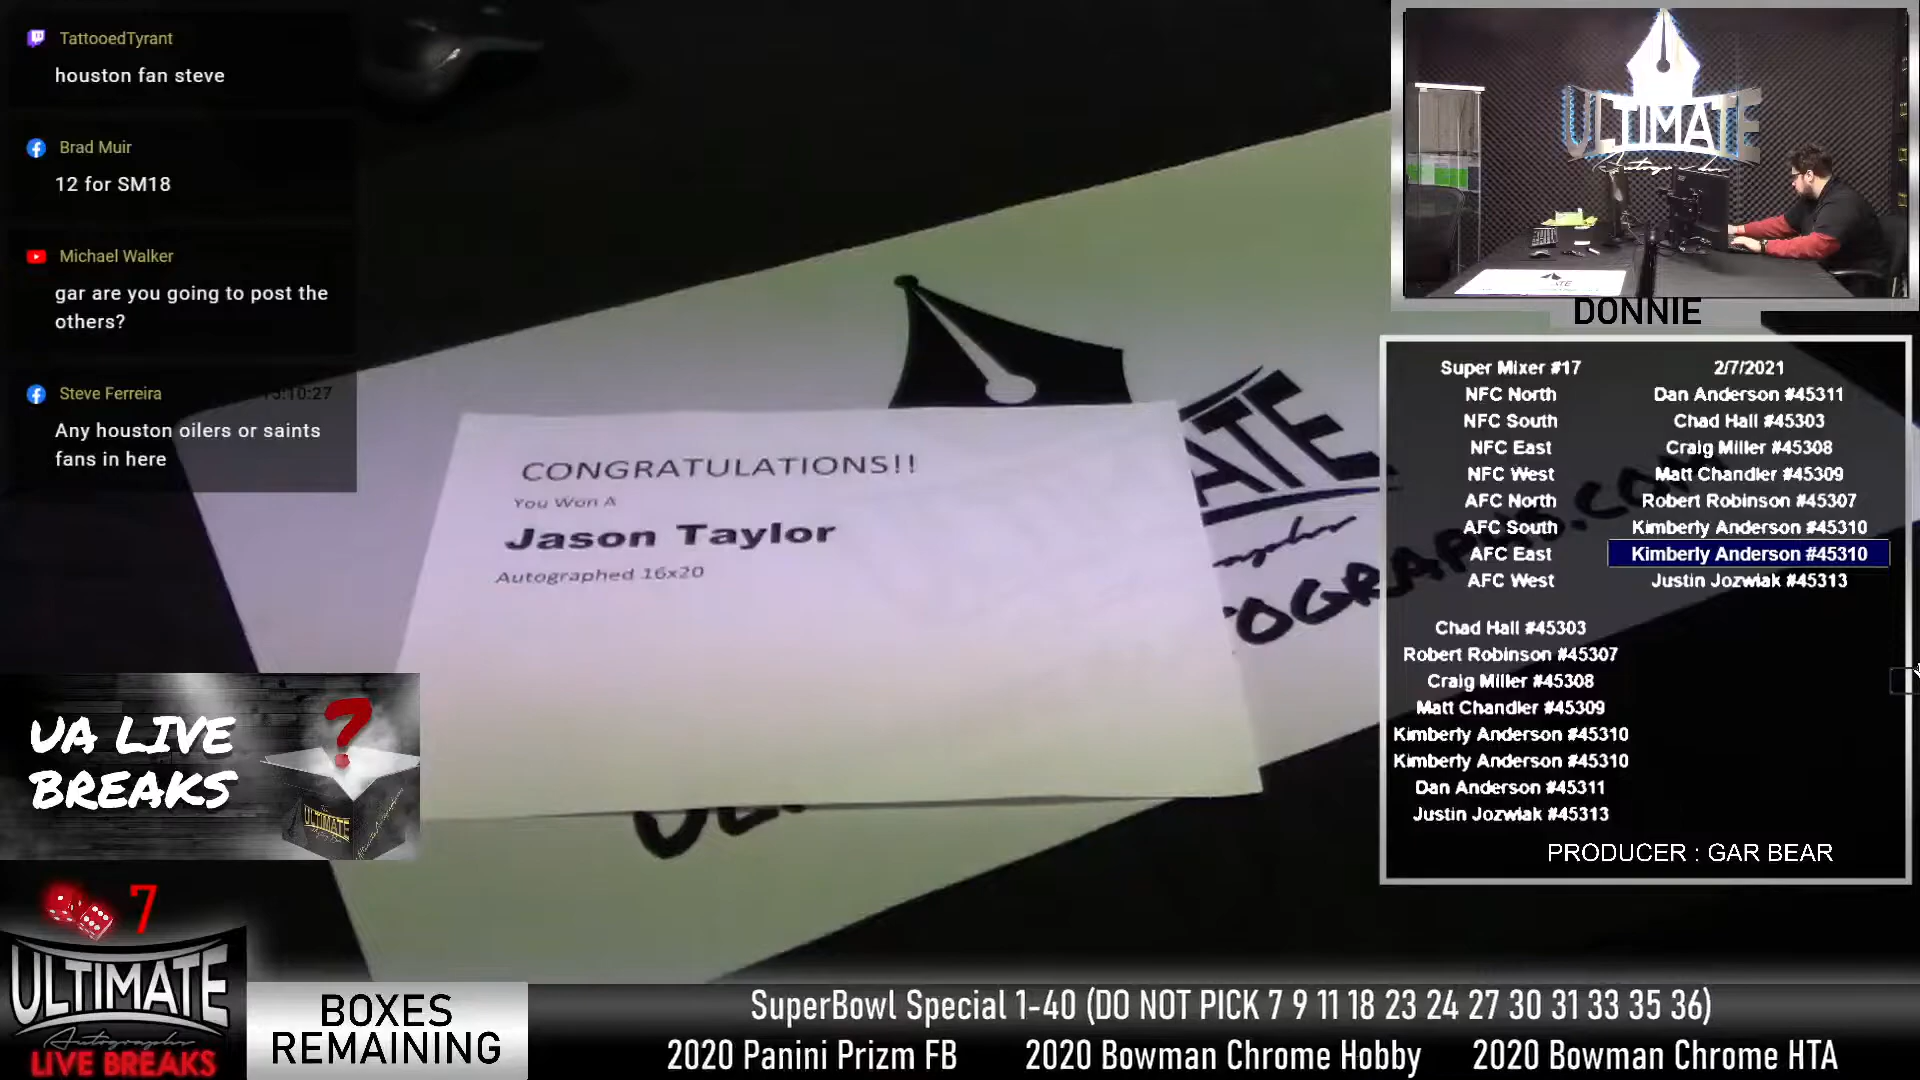 TattooedTyrant
houston fan steve
Brad Muir
12 for SM18
Michael Walker
gar are you going to post the
others?
Steve Ferreira
:10:27
Any houston oilers or saints
fans in here
CONGRATULATIONS!!
You Won A
Jason Taylor
Autographed 16x20
ATE
ULTIMATE
Autographs
DONNIE
Super Mixer #17 2/7/2021
NFC North Dan Anderson #45311
NFC South Chad Hall #45303
NFC East Craig Miller #45308
NFC West Matt Chandler #45309
AFC North Robert Robinson #45307
AFC South Kimberly Anderson #45310
AFC East Kimberly Anderson #45310
AFC West Justin Jozwiak #45313
Chad Hall #45303
Robert Robinson #45307
Craig Miller #45308
Matt Chandler #45309
Kimberly Anderson #45310
Kimberly Anderson #45310
Dan Anderson #45311
Justin Jozwiak #45313
PRODUCER : GAR BEAR
UA LIVE
BREAKS
ULTIMATE
7
ULTIMATE
Autographs
LIVE BREAKS
BOXES
REMAINING
SuperBowl Special 1-40 (DO NOT PICK 7 9 11 18 23 24 27 30 31 33 35 36)
2020 Panini Prizm FB 2020 Bowman Chrome Hobby 2020 Bowman Chrome HTA